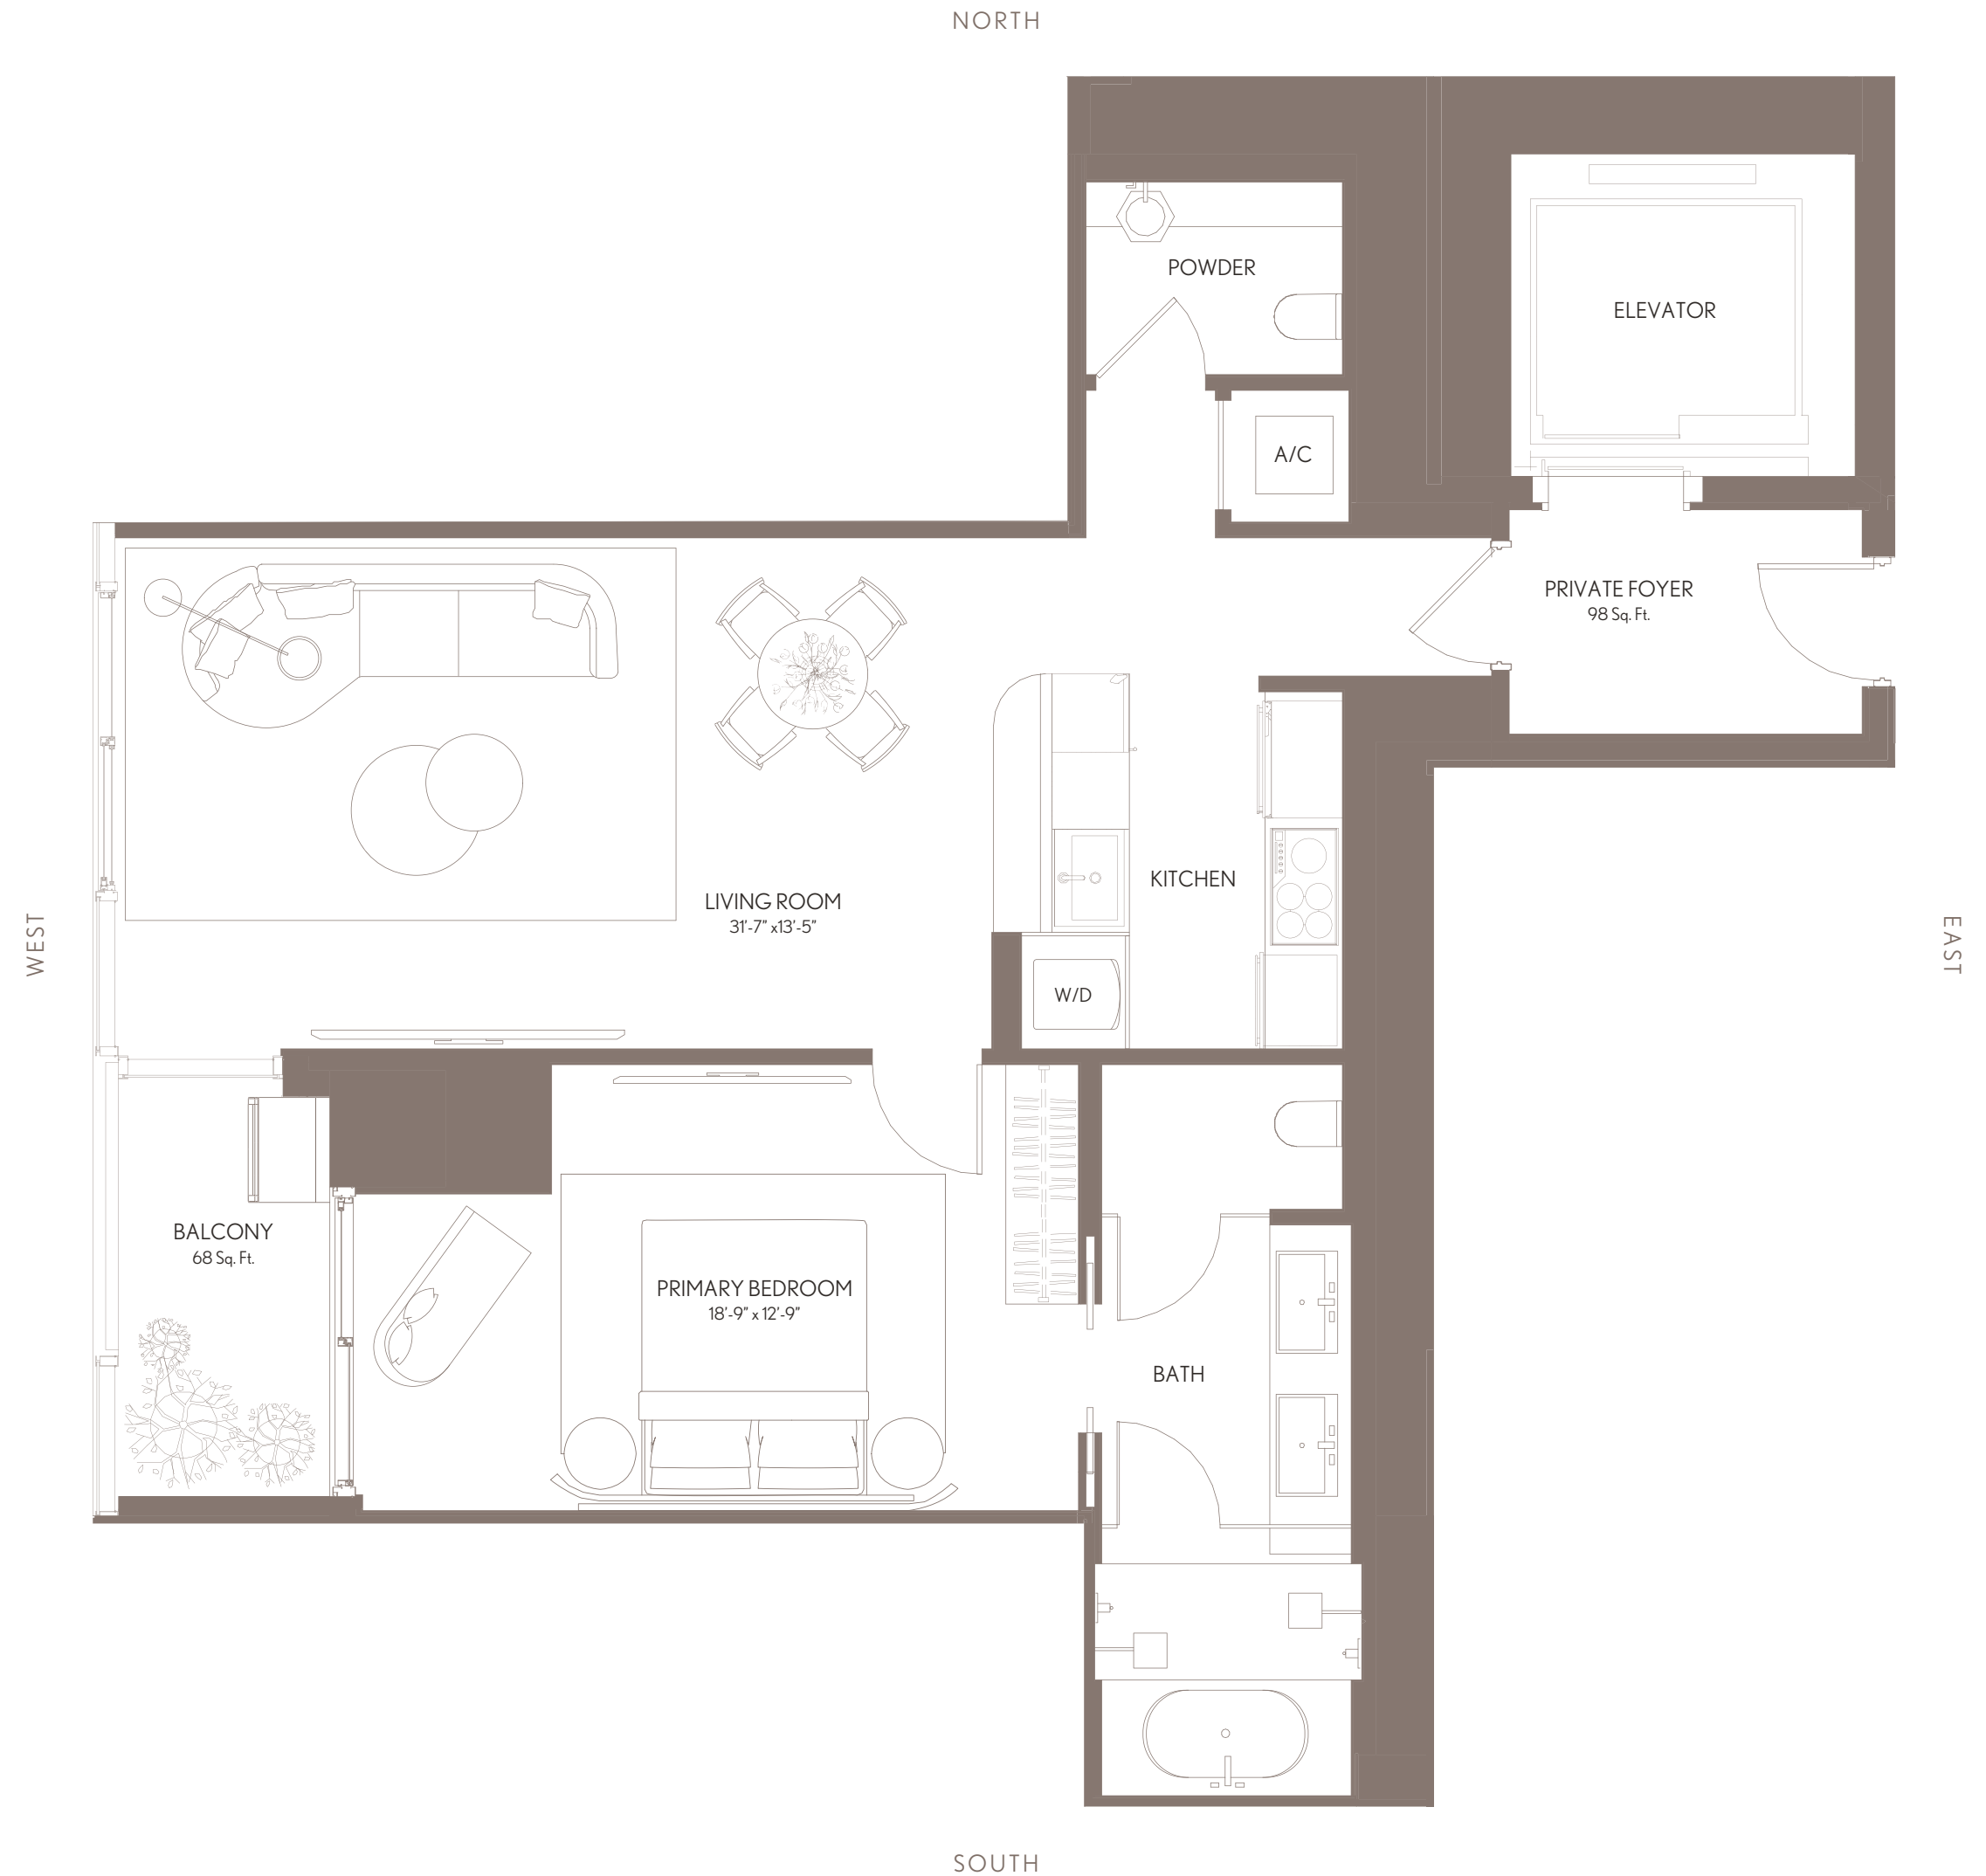 NORTH
POWDER
ELEVATOR
A/C
PRIVATE FOYER
98 Sq. Ft.
KITCHEN
LIVING ROOM
31'-7" x13'-5"
WEST
EAST
W/D
BALCONY
68 Sq. Ft.
PRIMARY BEDROOM
18'-9" x 12'-9"
BATH
SOUTH